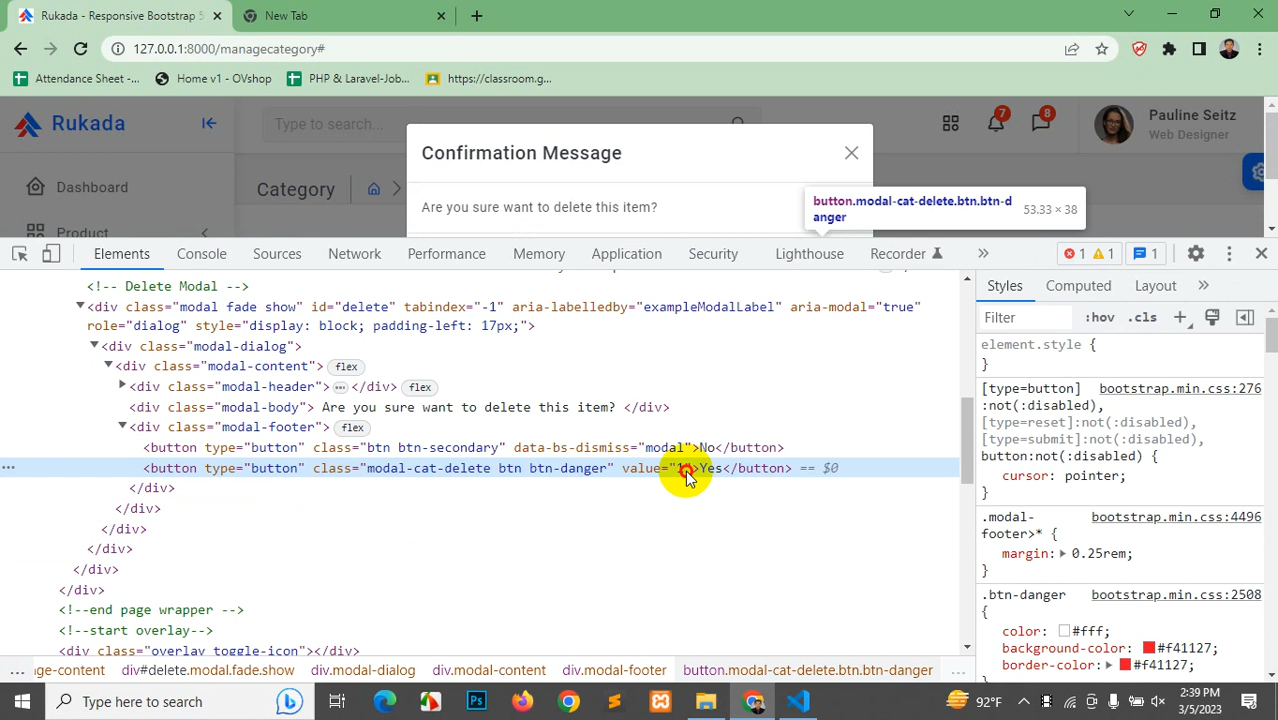 Rukada - Responsive Bootstrap 5
New Tab
127.0.0.1:8000/managecategory#
Attendance Sheet -...
Home v1 - OVshop
PHP & Laravel-Job...
https://classroom.g...
Rukada
Type to search...
7
8
Pauline Seitz
Web Designer
Confirmation Message
Dashboard
Category
Are you sure want to delete this item?
button.modal-cat-delete.btn.btn-d
anger
53.33 × 38
Product
Elements
Console
Sources
Network
Performance
Memory
Application
Security
Lighthouse
Recorder
1
1
1
<!-- Delete Modal -->
<div class="modal fade show" id="delete" tabindex="-1" aria-labelledby="exampleModalLabel" aria-modal="true"
role="dialog" style="display: block; padding-left: 17px;">
<div class="modal-dialog">
<div class="modal-content"> flex
<div class="modal-header"> ⋯ </div> flex
<div class="modal-body"> Are you sure want to delete this item? </div>
<div class="modal-footer"> flex
<button type="button" class="btn btn-secondary" data-bs-dismiss="modal">No</button>
<button type="button" class="modal-cat-delete btn btn-danger" value="1">Yes</button> == $0
</div>
</div>
</div>
</div>
</div>
</div>
<!--end page wrapper -->
<!--start overlay-->
<div class="overlay toggle-icon"></div>
Styles
Computed
Layout
Filter
:hov
.cls
element.style {
}
[type=button] bootstrap.min.css:276
:not(:disabled),
[type=reset]:not(:disabled),
[type=submit]:not(:disabled),
button:not(:disabled) {
cursor: pointer;
}
.modal- bootstrap.min.css:4496
footer>* {
margin: 0.25rem;
}
.btn-danger bootstrap.min.css:2508
{
color: #fff;
background-color: #f41127;
border-color: #f41127;
age-content
div#delete.modal.fade.show
div.modal-dialog
div.modal-content
div.modal-footer
button.modal-cat-delete.btn.btn-danger
...
Type here to search
92°F
2:39 PM
3/5/2023